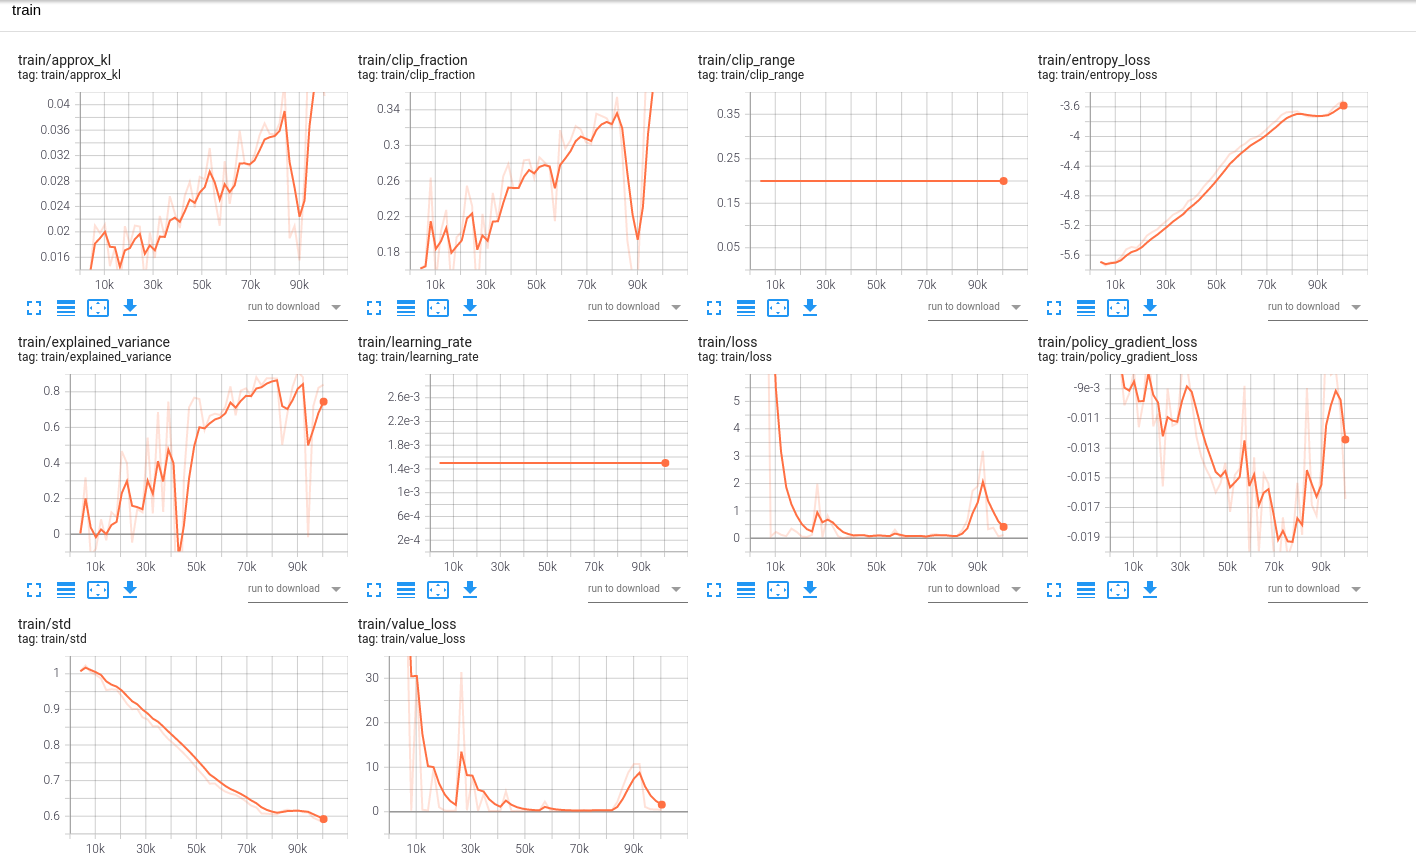 train
train/approx_kl
tag: train/approx_kl
0.04
0.036
0.032
0.028
0.024
0.02
0.016
10k 30k 50k 70k 90k
run to download
train/clip_fraction
tag: train/clip_fraction
0.34
0.3
0.26
0.22
0.18
10k 30k 50k 70k 90k
run to download
train/clip_range
tag: train/clip_range
0.35
0.25
0.15
0.05
10k 30k 50k 70k 90k
run to download
train/entropy_loss
tag: train/entropy_loss
-3.6
-4
-4.4
-4.8
-5.2
-5.6
10k 30k 50k 70k 90k
run to download
train/explained_variance
tag: train/explained_variance
0.8
0.6
0.4
0.2
0
10k 30k 50k 70k 90k
run to download
train/learning_rate
tag: train/learning_rate
2.6e-3
2.2e-3
1.8e-3
1.4e-3
1e-3
6e-4
2e-4
10k 30k 50k 70k 90k
run to download
train/loss
tag: train/loss
5
4
3
2
1
0
10k 30k 50k 70k 90k
run to download
train/policy_gradient_loss
tag: train/policy_gradient_loss
-9e-3
-0.011
-0.013
-0.015
-0.017
-0.019
10k 30k 50k 70k 90k
run to download
train/std
tag: train/std
1
0.9
0.8
0.7
0.6
10k 30k 50k 70k 90k
train/value_loss
tag: train/value_loss
30
20
10
0
10k 30k 50k 70k 90k